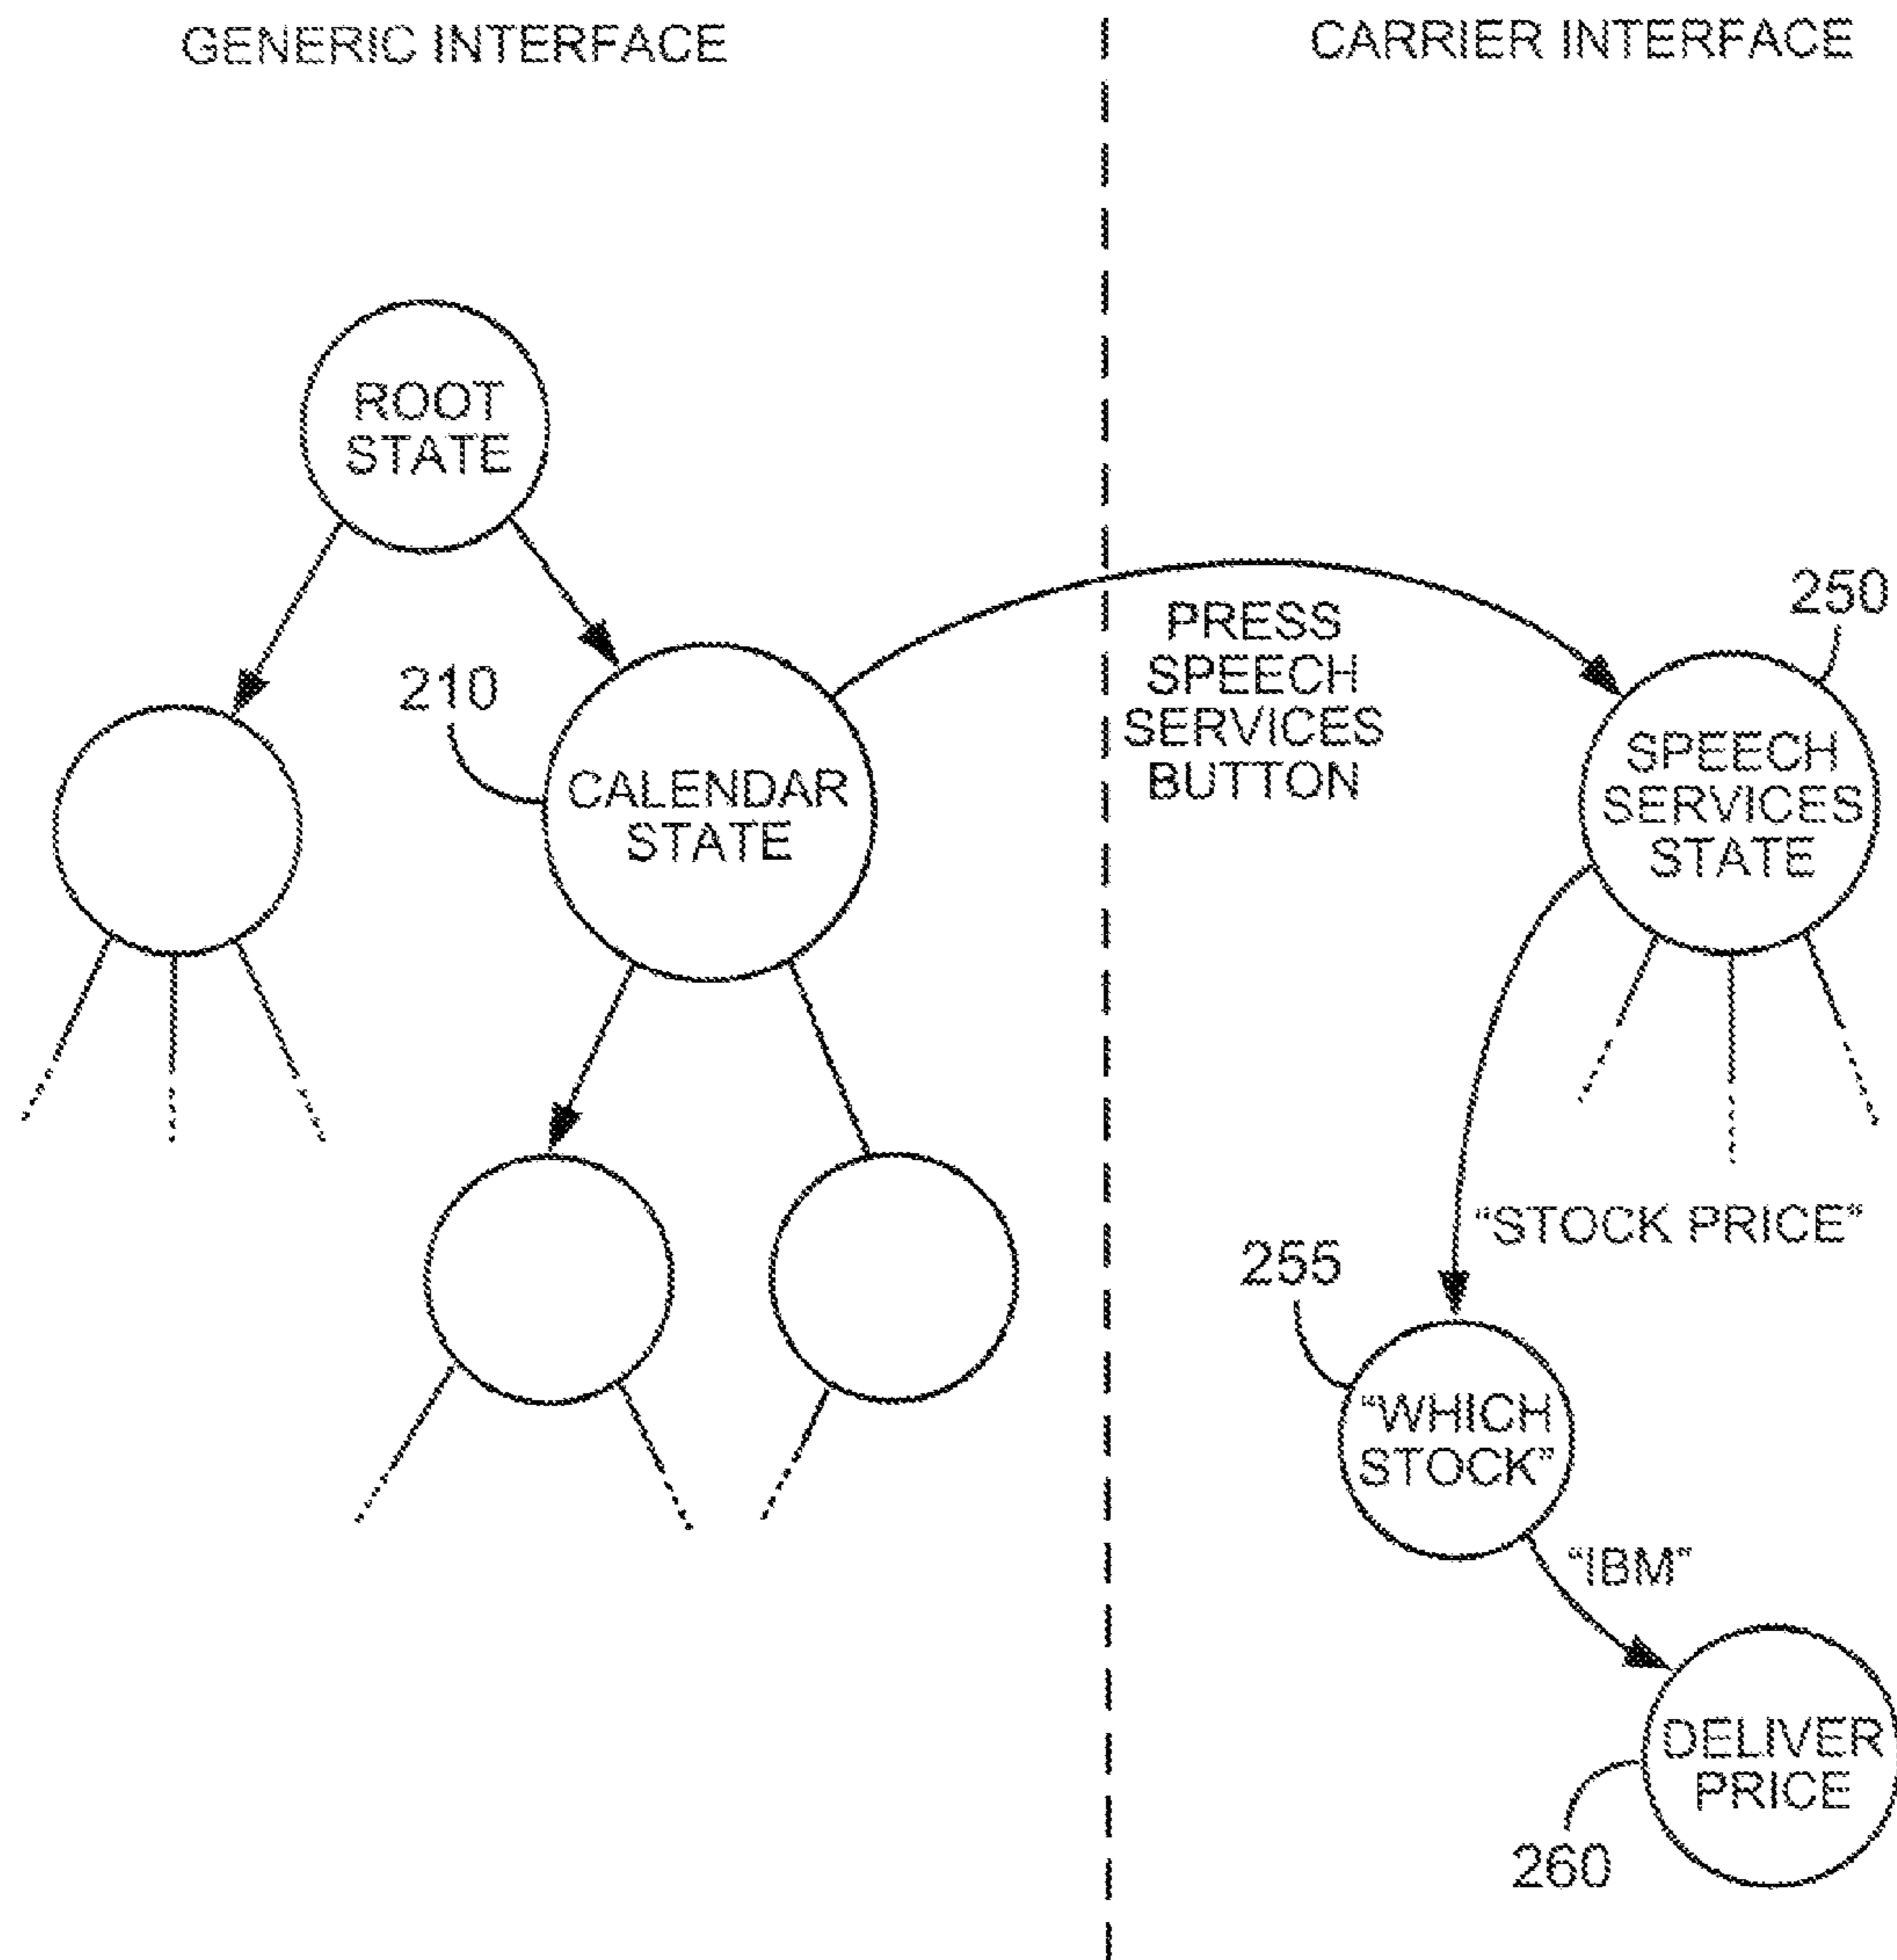 GENERIC INTERFACE
CARRIER INTERFACE
ROOT
STATE
250
PRESS
SPEECH
SERVICES
BUTTON
210
CALENDAR
STATE
SPEECH
SERVICES
STATE
“STOCK PRICE”
255
“WHICH
STOCK”
“IBM”
DELIVER
PRICE
260